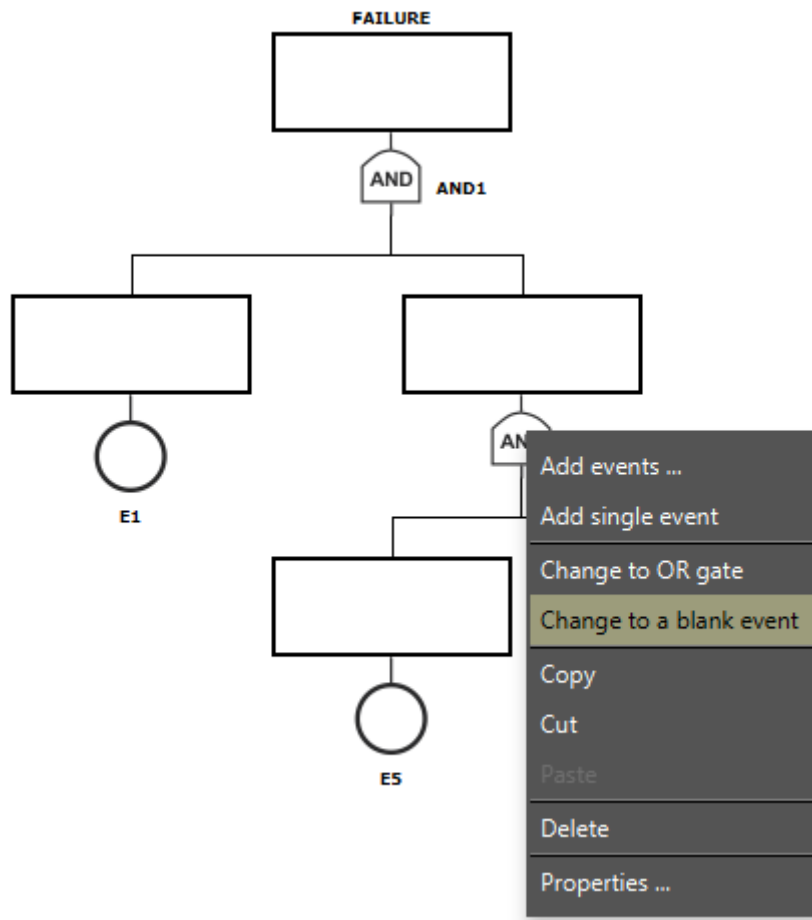 FAILURE
AND
AND1
E1
E5
Add events ...
Add single event
Change to OR gate
Change to a blank event
Copy
Cut
Paste
Delete
Properties ...